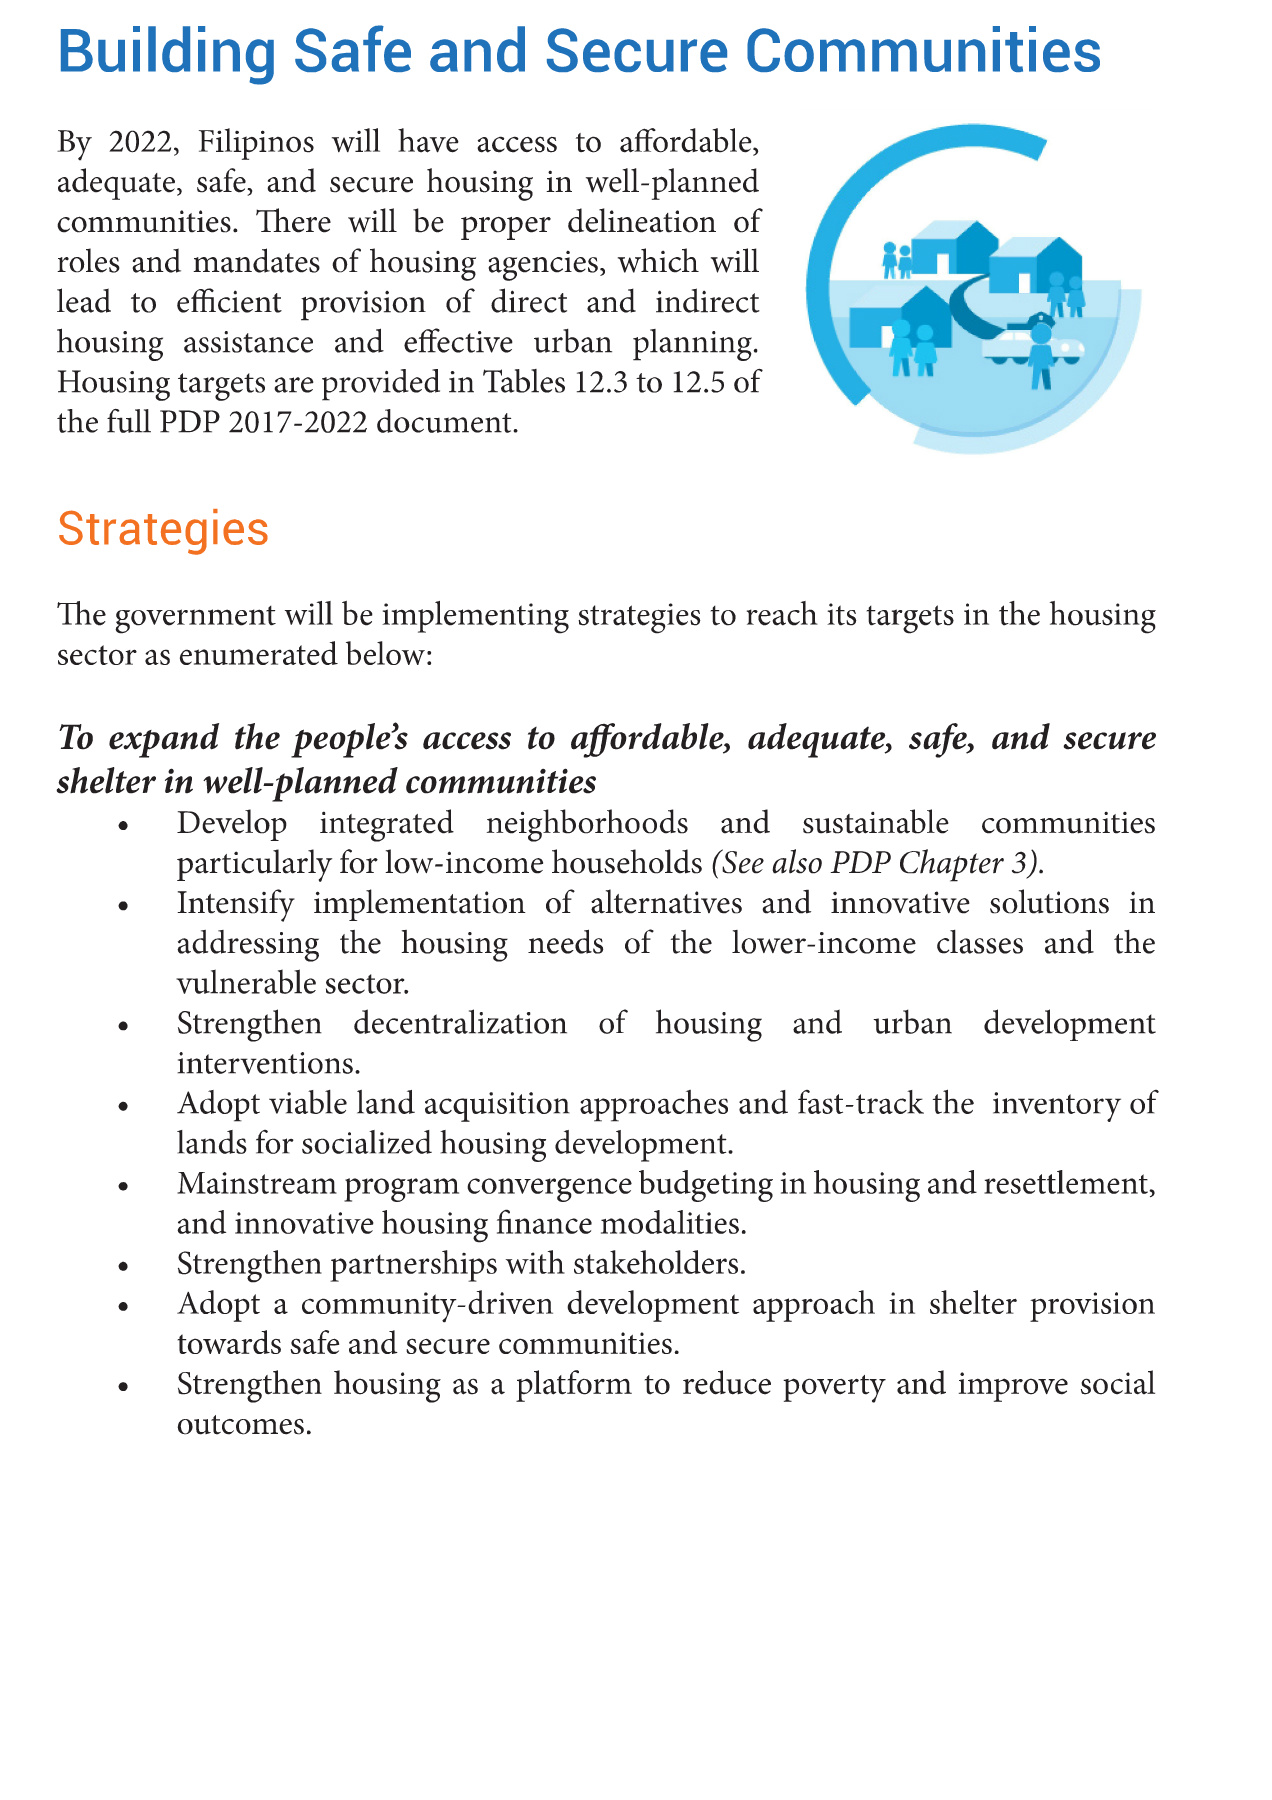 Building Safe and Secure Communities
By 2022, Filipinos will have access to affordable,
adequate, safe, and secure housing in well-planned
communities. There will be proper delineation of
roles and mandates of housing agencies, which will
lead to efficient provision of direct and indirect
housing assistance and effective urban planning.
Housing targets are provided in Tables 12.3 to 12.5 of
the full PDP 2017-2022 document.
Strategies
The government will be implementing strategies to reach its targets in the housing
sector as enumerated below:
To expand the people’s access to affordable, adequate, safe, and secure
shelter in well-planned communities
• Develop integrated neighborhoods and sustainable communities
particularly for low-income households (See also PDP Chapter 3).
• Intensify implementation of alternatives and innovative solutions in
addressing the housing needs of the lower-income classes and the
vulnerable sector.
• Strengthen decentralization of housing and urban development
interventions.
• Adopt viable land acquisition approaches and fast-track the inventory of
lands for socialized housing development.
• Mainstream program convergence budgeting in housing and resettlement,
and innovative housing finance modalities.
• Strengthen partnerships with stakeholders.
• Adopt a community-driven development approach in shelter provision
towards safe and secure communities.
• Strengthen housing as a platform to reduce poverty and improve social
outcomes.